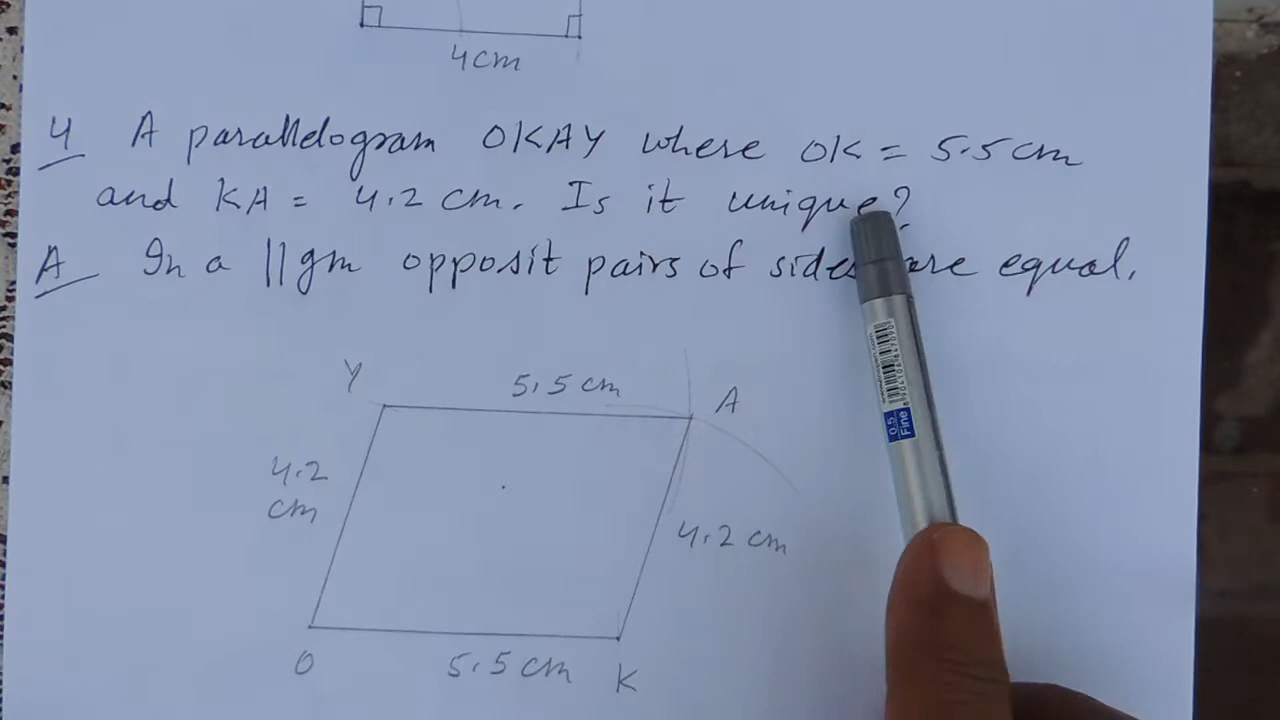 4cm
4 A parallelogram OKAY where OK = 5.5cm
and KA = 4.2 cm. Is it unique?
A In a ||gm opposit pairs of sides are equal.
Y 5.5 cm A
4.2
cm
4.2 cm
O 5.5 cm K
0.5
Fine